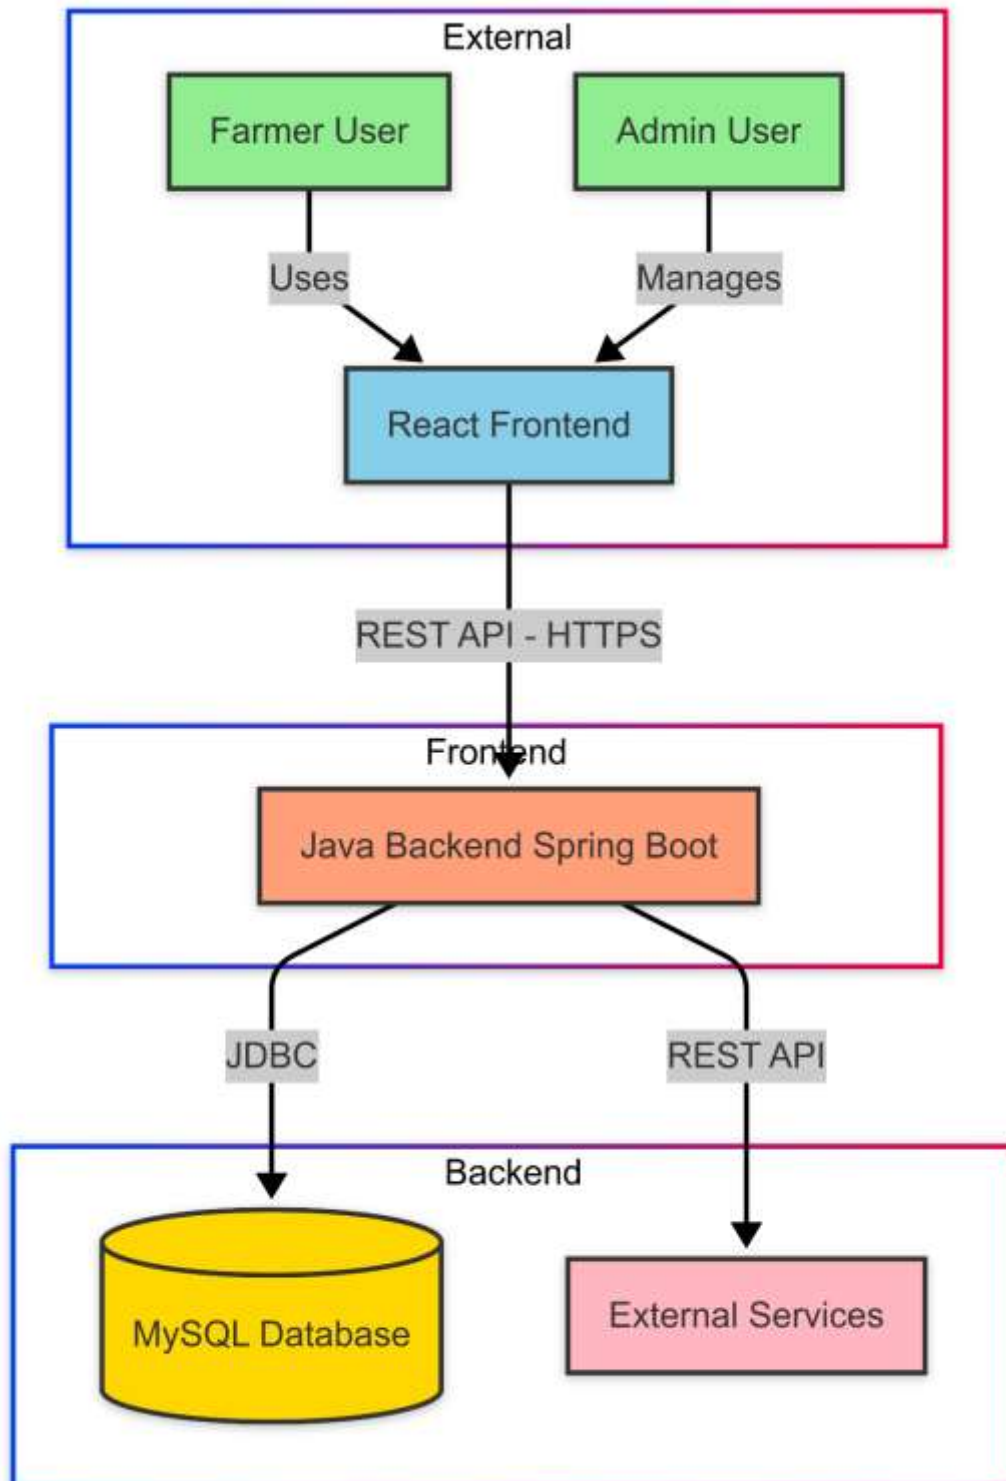 External
Farmer User
Admin User
Uses
Manages
React Frontend
REST API - HTTPS
Frontend
Java Backend Spring Boot
JDBC
REST API
Backend
MySQL Database
External Services